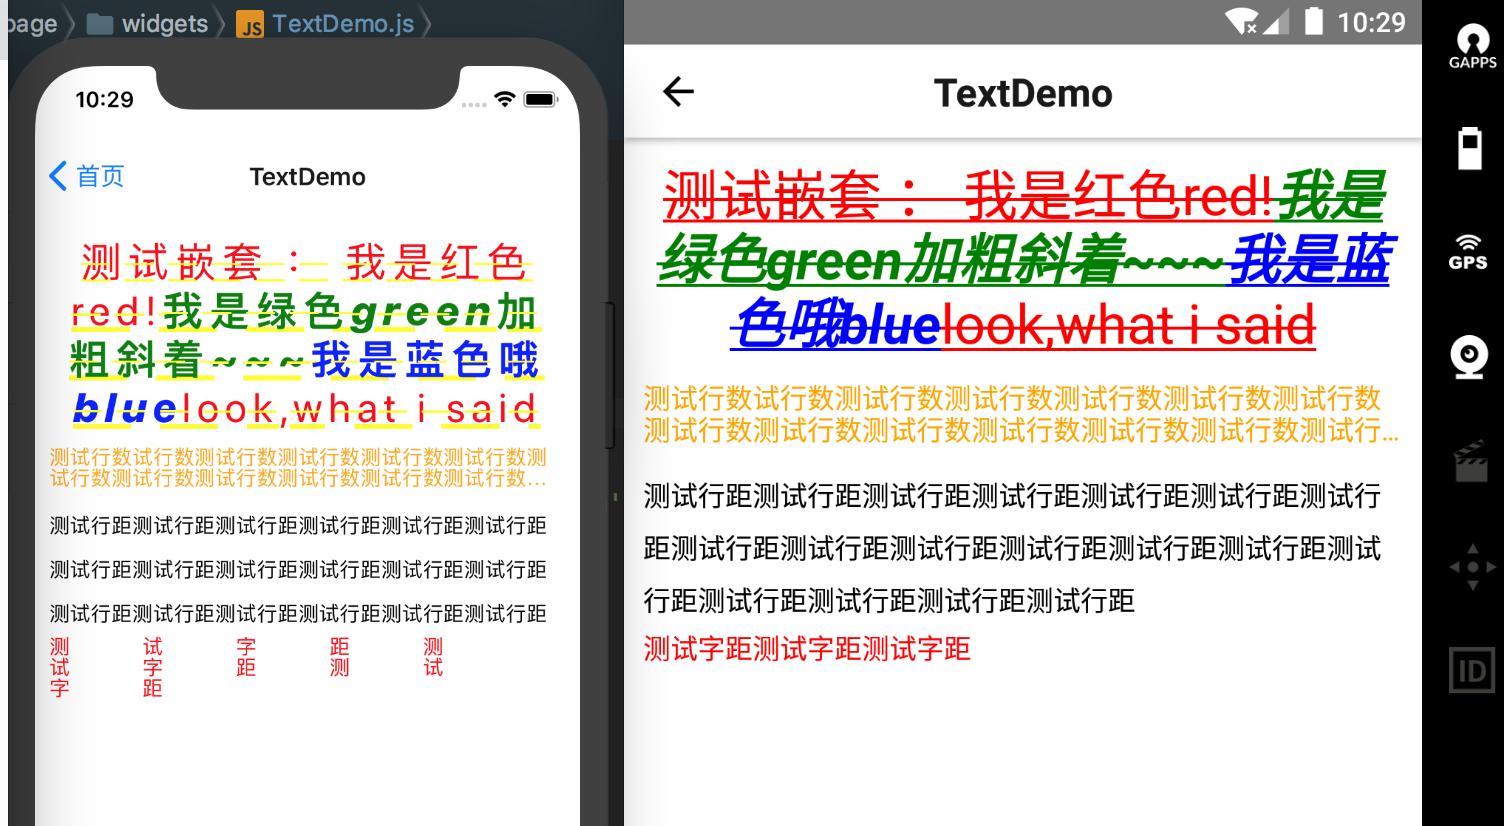 page
widgets
JS
TextDemo.js
10:29
首页
TextDemo
测试嵌套： 我是红色
red!我是绿色green加
粗斜着~~~我是蓝色哦
bluelook,what i said
测试行数试行数测试行数测试行数测试行数测试行数测
试行数测试行数测试行数测试行数测试行数测试行数...
测试行距测试行距测试行距测试行距测试行距测试行距
测试行距测试行距测试行距测试行距测试行距测试行距
测试行距测试行距测试行距测试行距测试行距测试行距
测 试 字 距 测
试 字 距 测 试
字 距
10:29
TextDemo
测试嵌套： 我是红色red!我是
绿色green加粗斜着~~~我是蓝
色哦bluelook,what i said
测试行数试行数测试行数测试行数测试行数测试行数测试行数
测试行数测试行数测试行数测试行数测试行数测试行数测试行...
测试行距测试行距测试行距测试行距测试行距测试行距测试行
距测试行距测试行距测试行距测试行距测试行距测试行距测试
行距测试行距测试行距测试行距测试行距
测试字距测试字距测试字距
GAPPS
GPS
ID